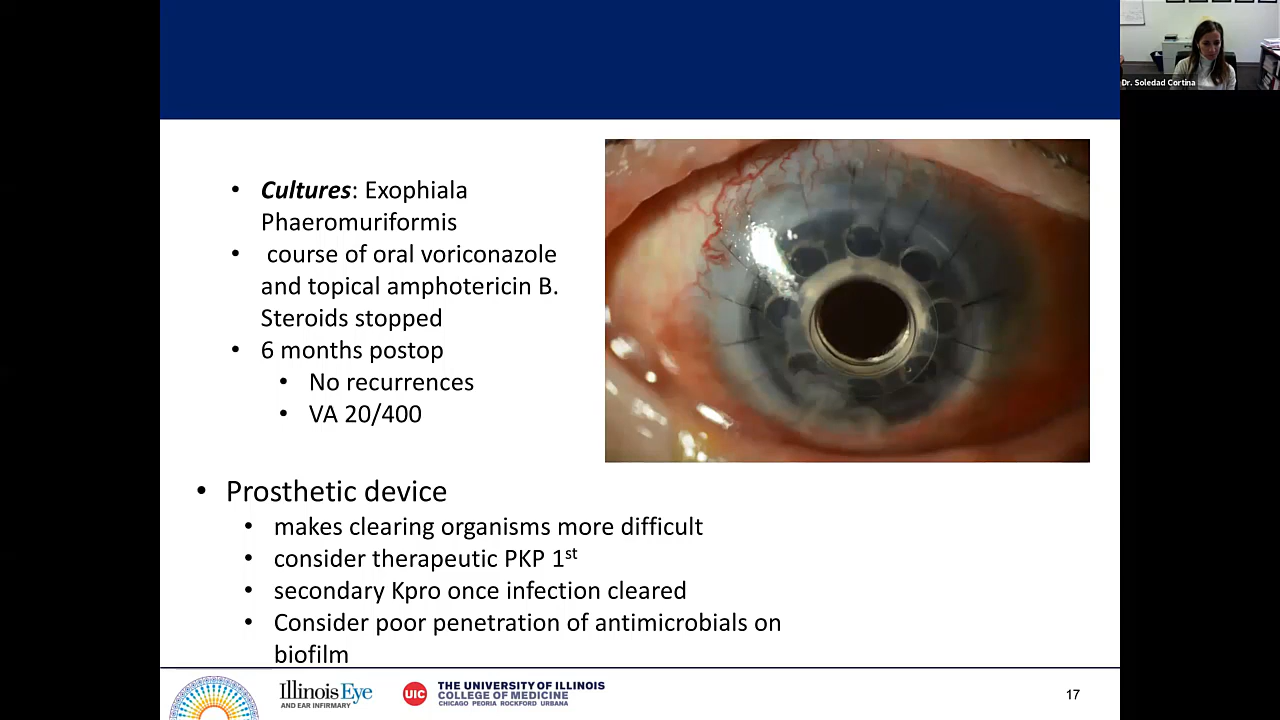 Dr. Soledad Cortina
• Cultures: Exophiala
Phaeromuriformis
• course of oral voriconazole
and topical amphotericin B.
Steroids stopped
• 6 months postop
• No recurrences
• VA 20/400
• Prosthetic device
• makes clearing organisms more difficult
• consider therapeutic PKP 1st
• secondary Kpro once infection cleared
• Consider poor penetration of antimicrobials on
biofilm
Illinois Eye
AND EAR INFIRMARY
UIC
THE UNIVERSITY OF ILLINOIS
COLLEGE OF MEDICINE
CHICAGO PEORIA ROCKFORD URBANA
17